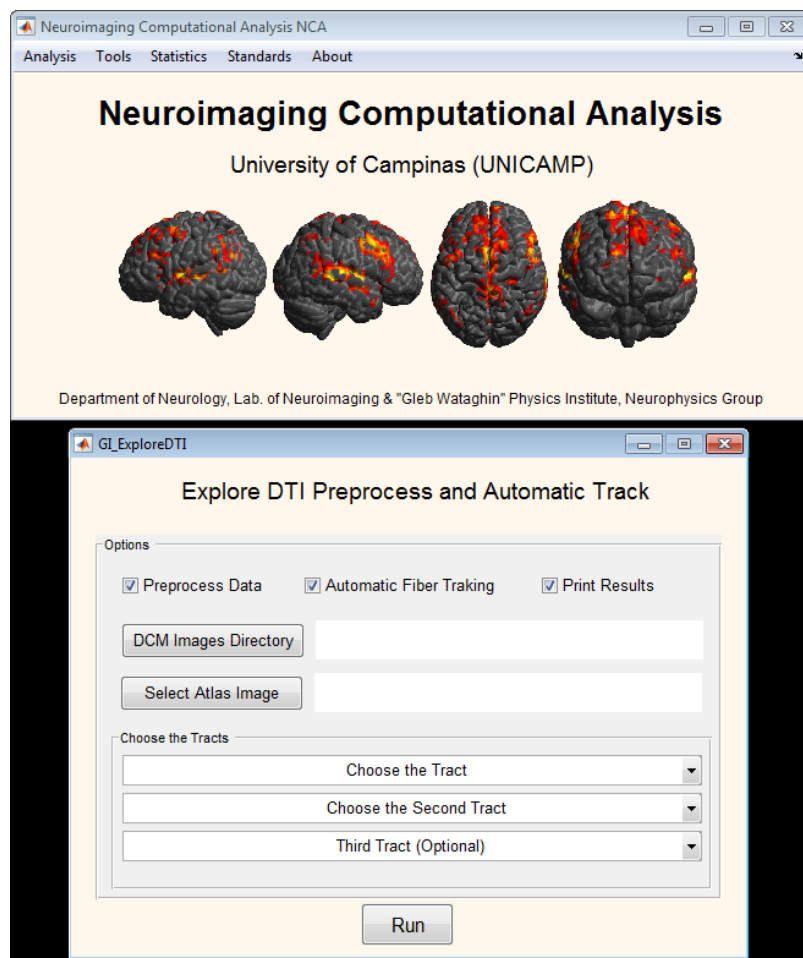 Neuroimaging Computational Analysis NCA
Analysis Tools Statistics Standards About
Neuroimaging Computational Analysis
University of Campinas (UNICAMP)
Department of Neurology, Lab. of Neuroimaging & "Gleb Wataghin" Physics Institute, Neurophysics Group
GI_ExploreDTI
Explore DTI Preprocess and Automatic Track
Options
Preprocess Data Automatic Fiber Traking Print Results
DCM Images Directory
Select Atlas Image
Choose the Tracts
Choose the Tract
Choose the Second Tract
Third Tract (Optional)
Run